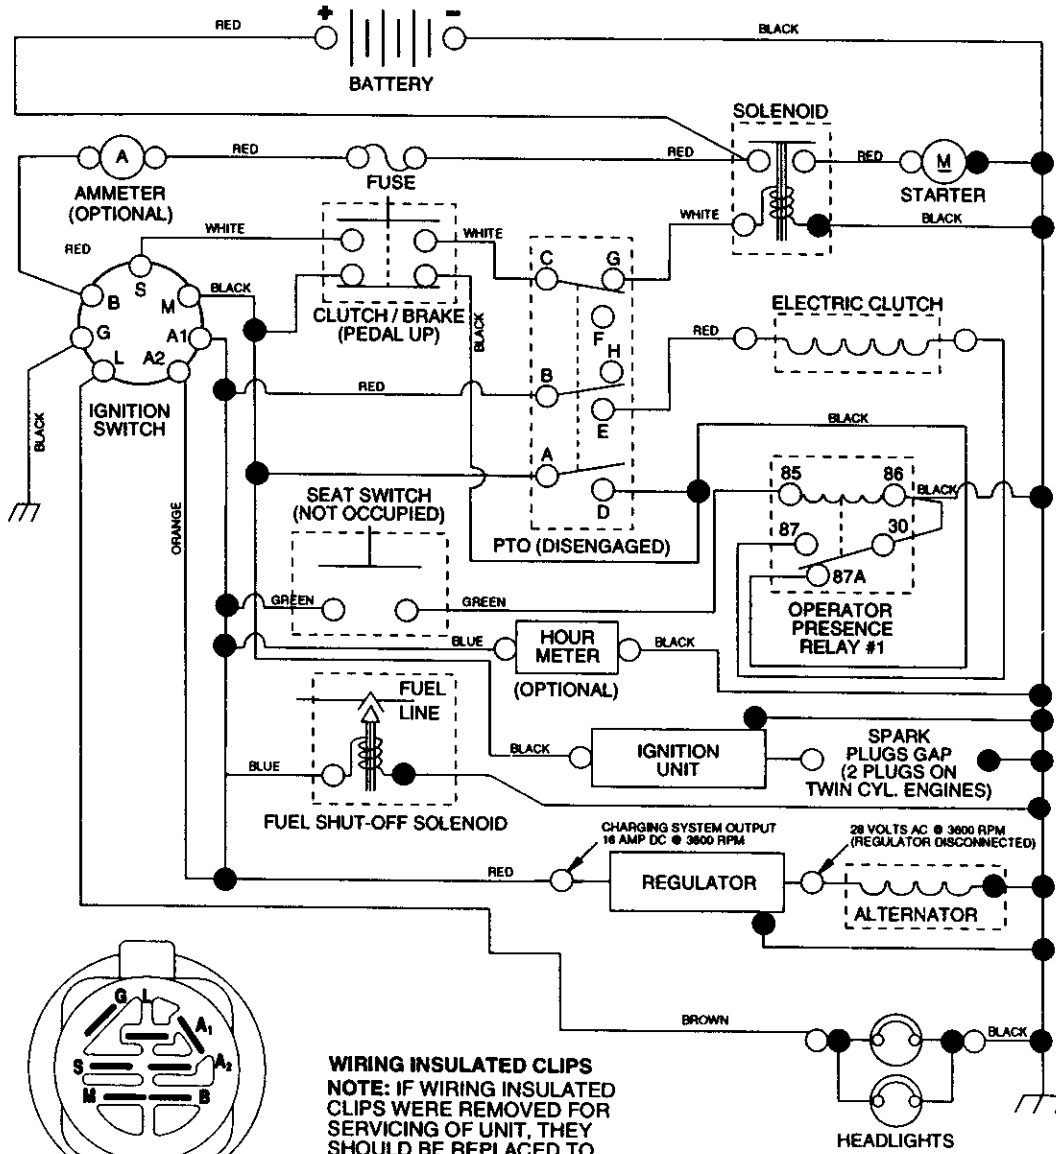 RED
+
-
BLACK
BATTERY
SOLENOID
A
RED
RED
RED
M
AMMETER
(OPTIONAL)
FUSE
STARTER
WHITE
WHITE
WHITE
BLACK
RED
S
B
M
BLACK
C
G
CLUTCH / BRAKE
(PEDAL UP)
BLACK
ELECTRIC CLUTCH
G
A1
L
A2
F
RED
H
B
RED
E
IGNITION
SWITCH
BLACK
BLACK
A
D
SEAT SWITCH
(NOT OCCUPIED)
85
86
BLACK
ORANGE
PTO (DISENGAGED)
87
30
87A
GREEN
GREEN
OPERATOR
PRESENCE
RELAY #1
BLUE
HOUR
METER
BLACK
(OPTIONAL)
FUEL
LINE
BLACK
IGNITION
UNIT
SPARK
PLUGS GAP
(2 PLUGS ON
TWIN CYL. ENGINES)
BLUE
FUEL SHUT-OFF SOLENOID
CHARGING SYSTEM OUTPUT
16 AMP DC @ 3600 RPM
28 VOLTS AC @ 3600 RPM
(REGULATOR DISCONNECTED)
RED
REGULATOR
ALTERNATOR
G
L
A1
A2
S
M
B
BROWN
BLACK
HEADLIGHTS
WIRING INSULATED CLIPS
NOTE: IF WIRING INSULATED
CLIPS WERE REMOVED FOR
SERVICING OF UNIT, THEY
SHOULD BE REPLACED TO